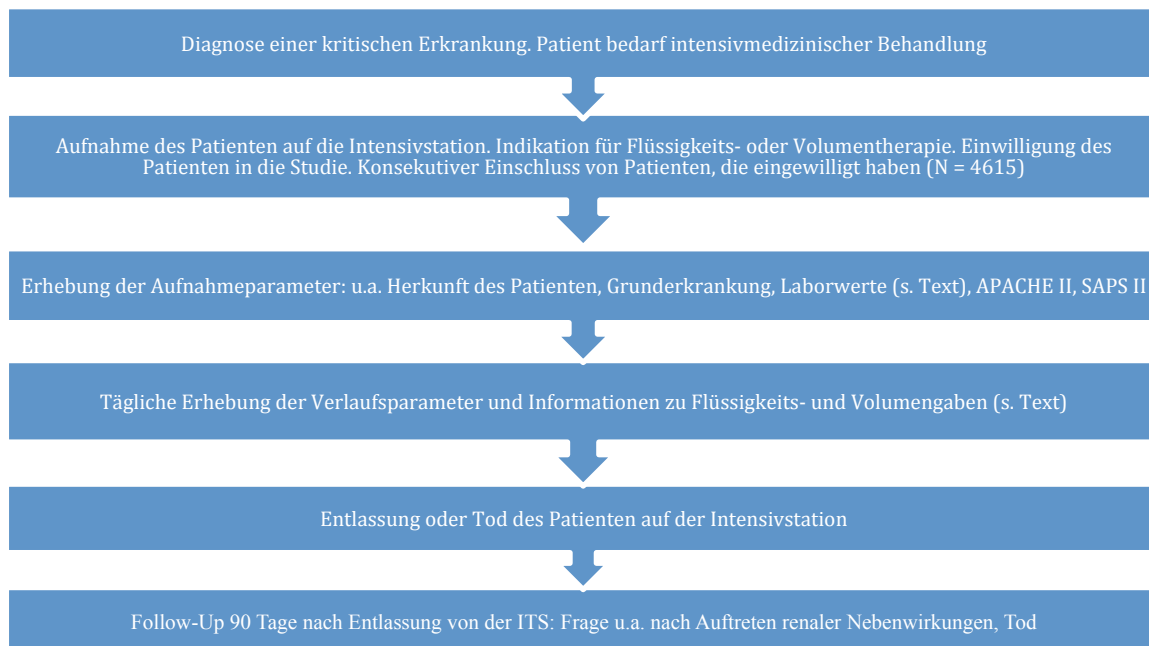 Diagnose einer kritischen Erkrankung. Patient bedarf intensivmedizinischer Behandlung
Aufnahme des Patienten auf die Intensivstation. Indikation für Flüssigkeits- oder Volumentherapie. Einwilligung des
Patienten in die Studie. Konsekutiver Einschluss von Patienten, die eingewilligt haben (N = 4615)
Erhebung der Aufnahmeparameter: u.a. Herkunft des Patienten, Grunderkrankung, Laborwerte (s. Text), APACHE II, SAPS II
Tägliche Erhebung der Verlaufsparameter und Informationen zu Flüssigkeits- und Volumengaben (s. Text)
Entlassung oder Tod des Patienten auf der Intensivstation
Follow-Up 90 Tage nach Entlassung von der ITS: Frage u.a. nach Auftreten renaler Nebenwirkungen, Tod